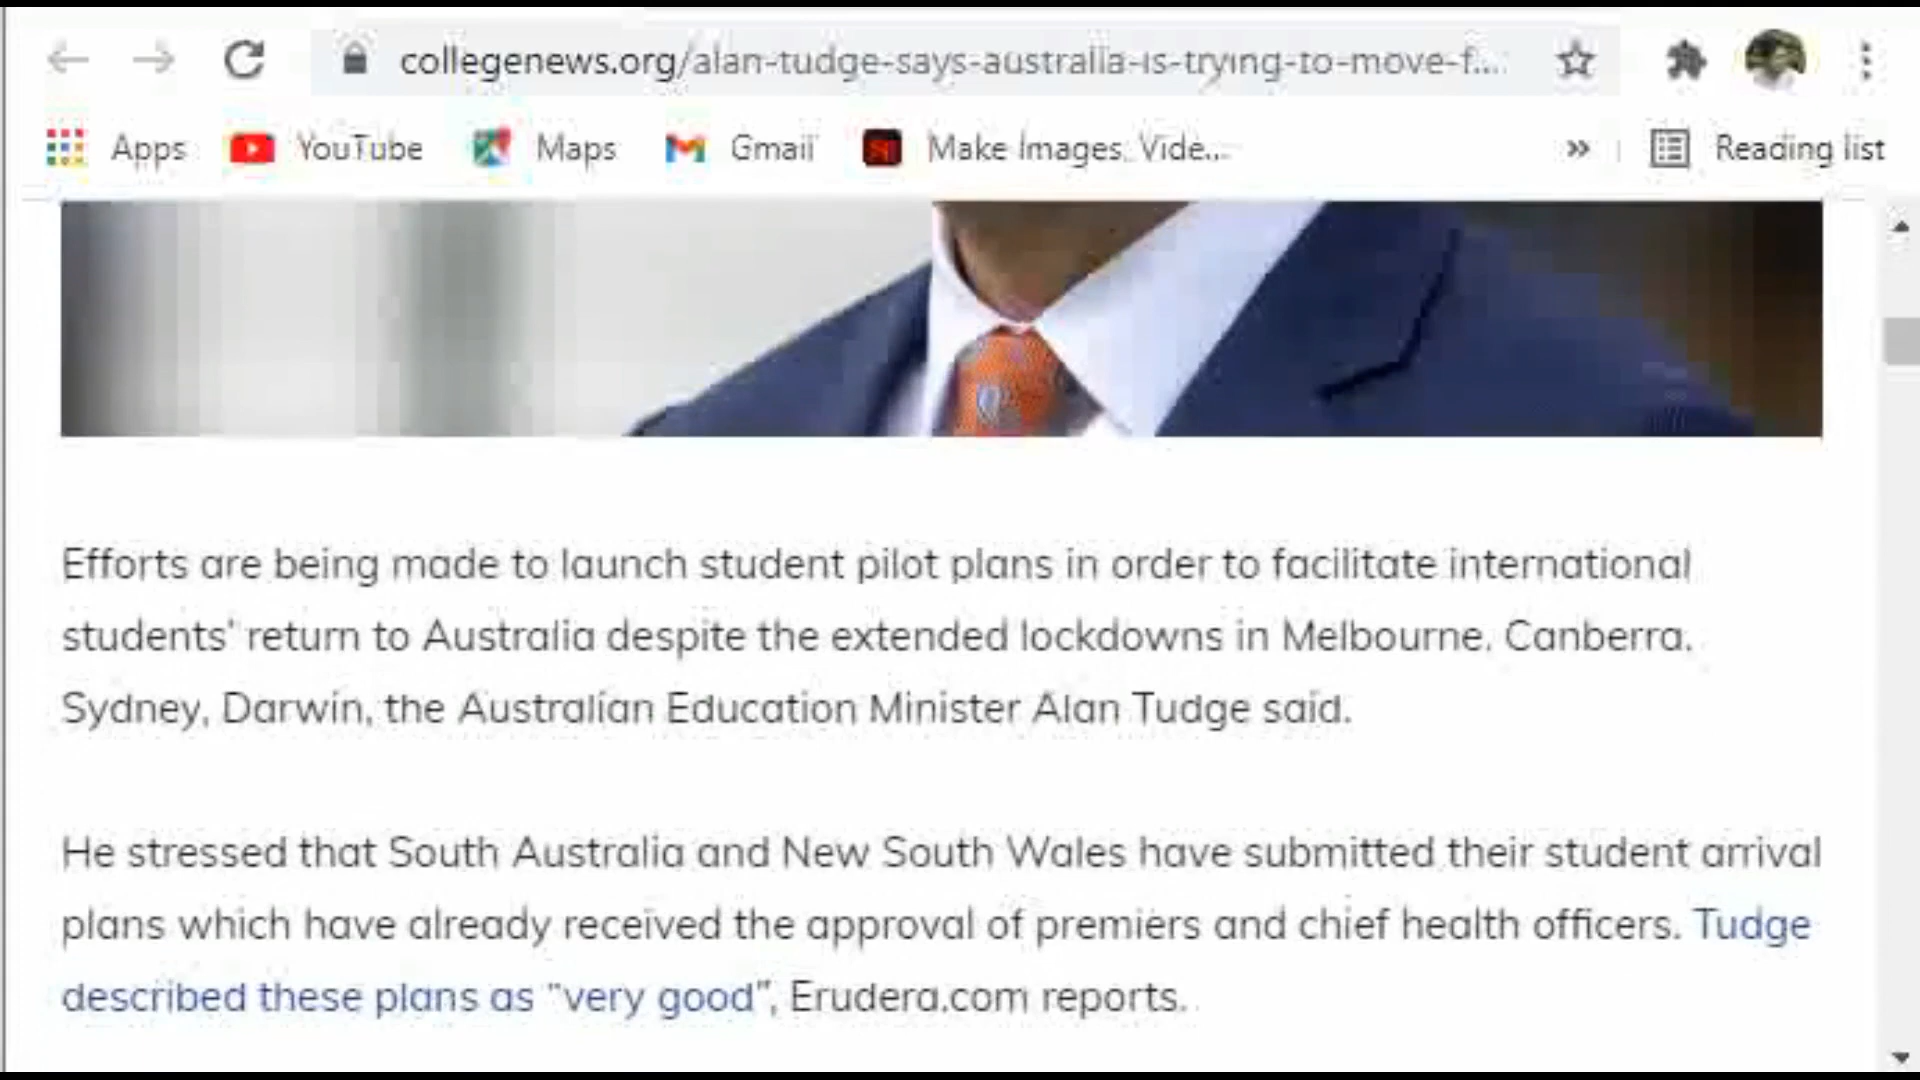 collegenews.org/alan-tudge-says-australia-is-trying-to-move-f...
Apps YouTube Maps Gmail Make Images, Vide... » Reading list
Efforts are being made to launch student pilot plans in order to facilitate international
students' return to Australia despite the extended lockdowns in Melbourne, Canberra,
Sydney, Darwin, the Australian Education Minister Alan Tudge said.
He stressed that South Australia and New South Wales have submitted their student arrival
plans which have already received the approval of premiers and chief health officers. Tudge
described these plans as "very good", Erudera.com reports.